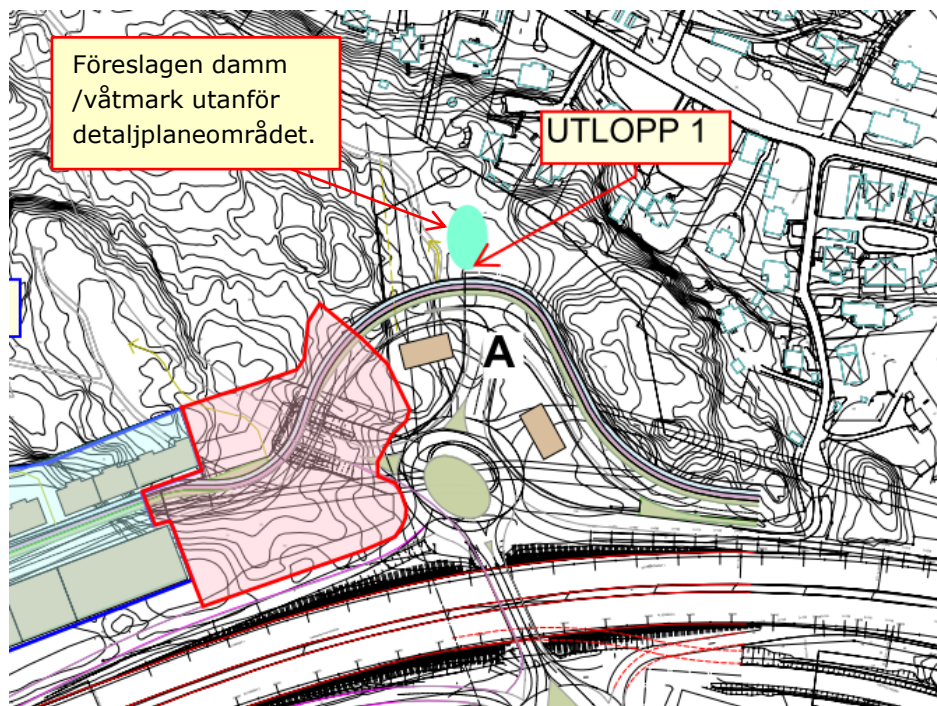 Föreslagen damm
/våtmark utanför
detaljplaneområdet.
UTLOPP 1
A